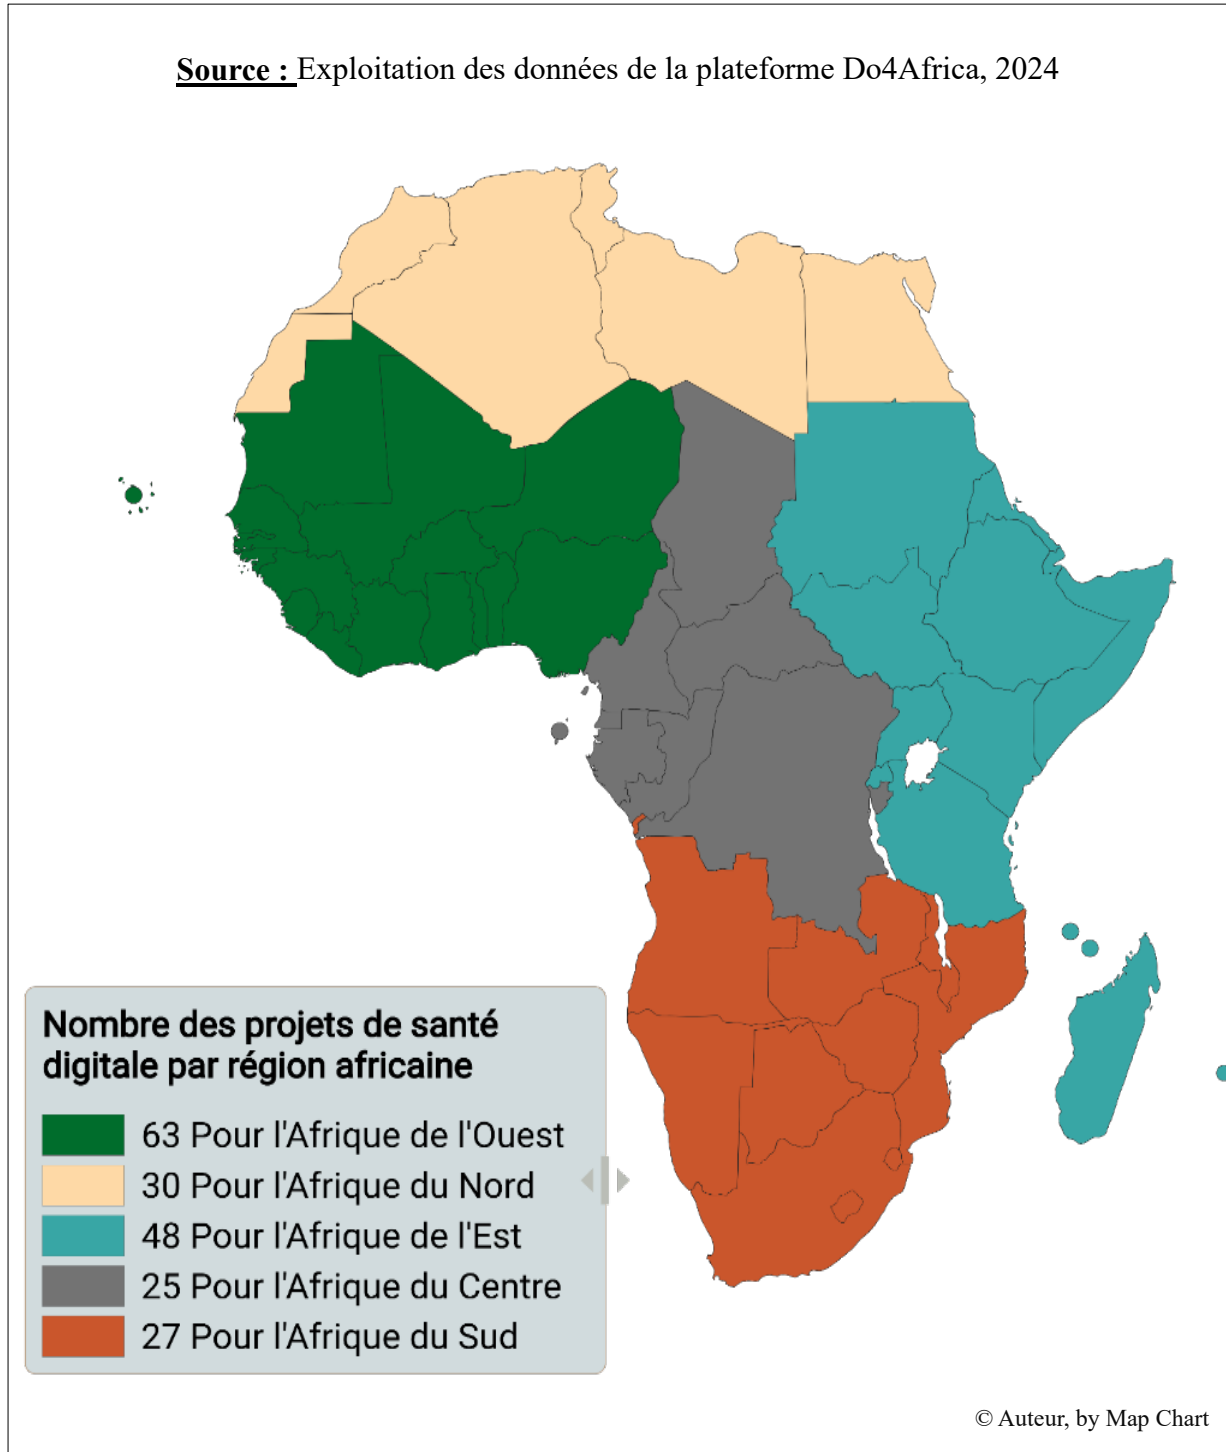 Source : Exploitation des données de la plateforme Do4Africa, 2024
Nombre des projets de santé
digitale par région africaine
63 Pour l'Afrique de l'Ouest
30 Pour l'Afrique du Nord
48 Pour l'Afrique de l'Est
25 Pour l'Afrique du Centre
27 Pour l'Afrique du Sud
© Auteur, by Map Chart